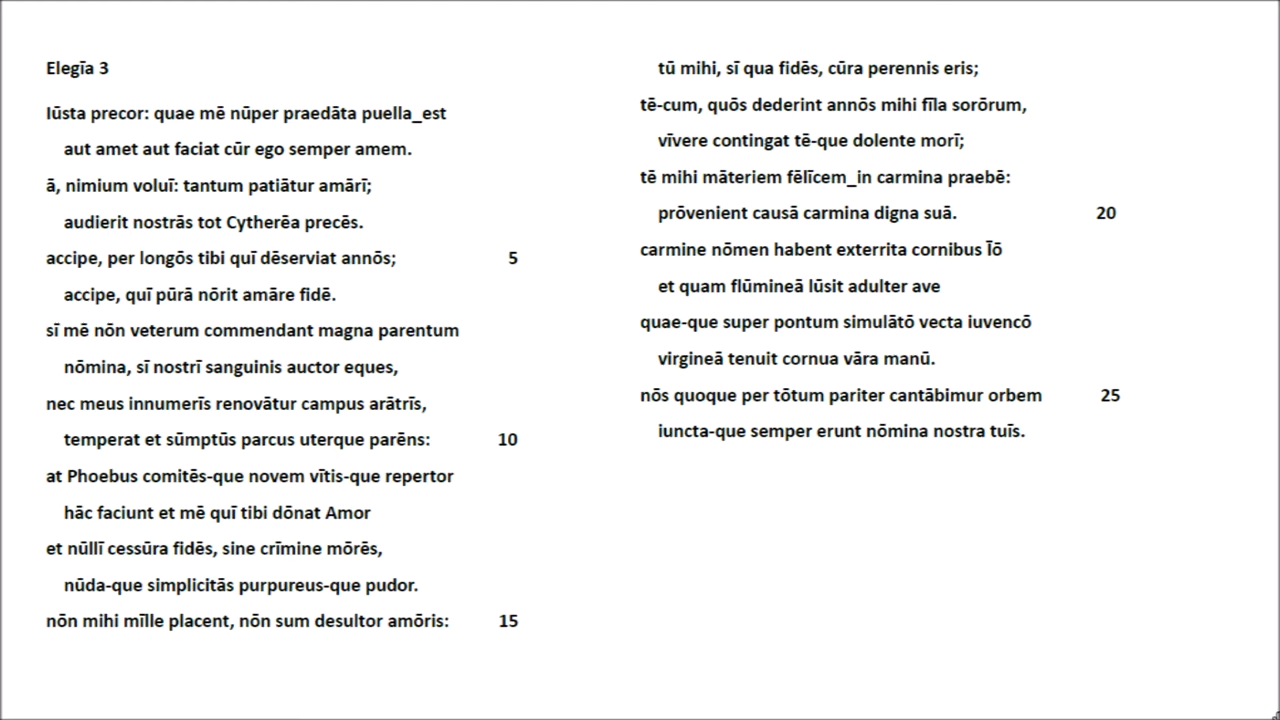 Elegīa 3
Iūsta precor: quae mē nūper praedāta puella_est
aut amet aut faciat cūr ego semper amem.
ā, nimium voluī: tantum patiātur amārī;
audierit nostrās tot Cytherēa precēs.
accipe, per longōs tibi quī dēserviat annōs; 5
accipe, quī pūrā nōrit amāre fidē.
sī mē nōn veterum commendant magna parentum
nōmina, sī nostrī sanguinis auctor eques,
nec meus innumerīs renovātur campus arātrīs,
temperat et sūmptūs parcus uterque parēns: 10
at Phoebus comitēs-que novem vītis-que repertor
hāc faciunt et mē quī tibi dōnat Amor
et nūllī cessūra fidēs, sine crīmine mōrēs,
nūda-que simplicitās purpureus-que pudor.
nōn mihi mīlle placent, nōn sum desultor amōris: 15
tū mihi, sī qua fidēs, cūra perennis eris;
tē-cum, quōs dederint annōs mihi fīla sorōrum,
vīvere contingat tē-que dolente morī;
tē mihi māteriem fēlīcem_in carmina praebē:
prōvenient causā carmina digna suā. 20
carmine nōmen habent exterrita cornibus Īō
et quam flūmineā lūsit adulter ave
quae-que super pontum simulātō vecta iuvencō
virgineā tenuit cornua vāra manū.
nōs quoque per tōtum pariter cantābimur orbem 25
iuncta-que semper erunt nōmina nostra tuīs.